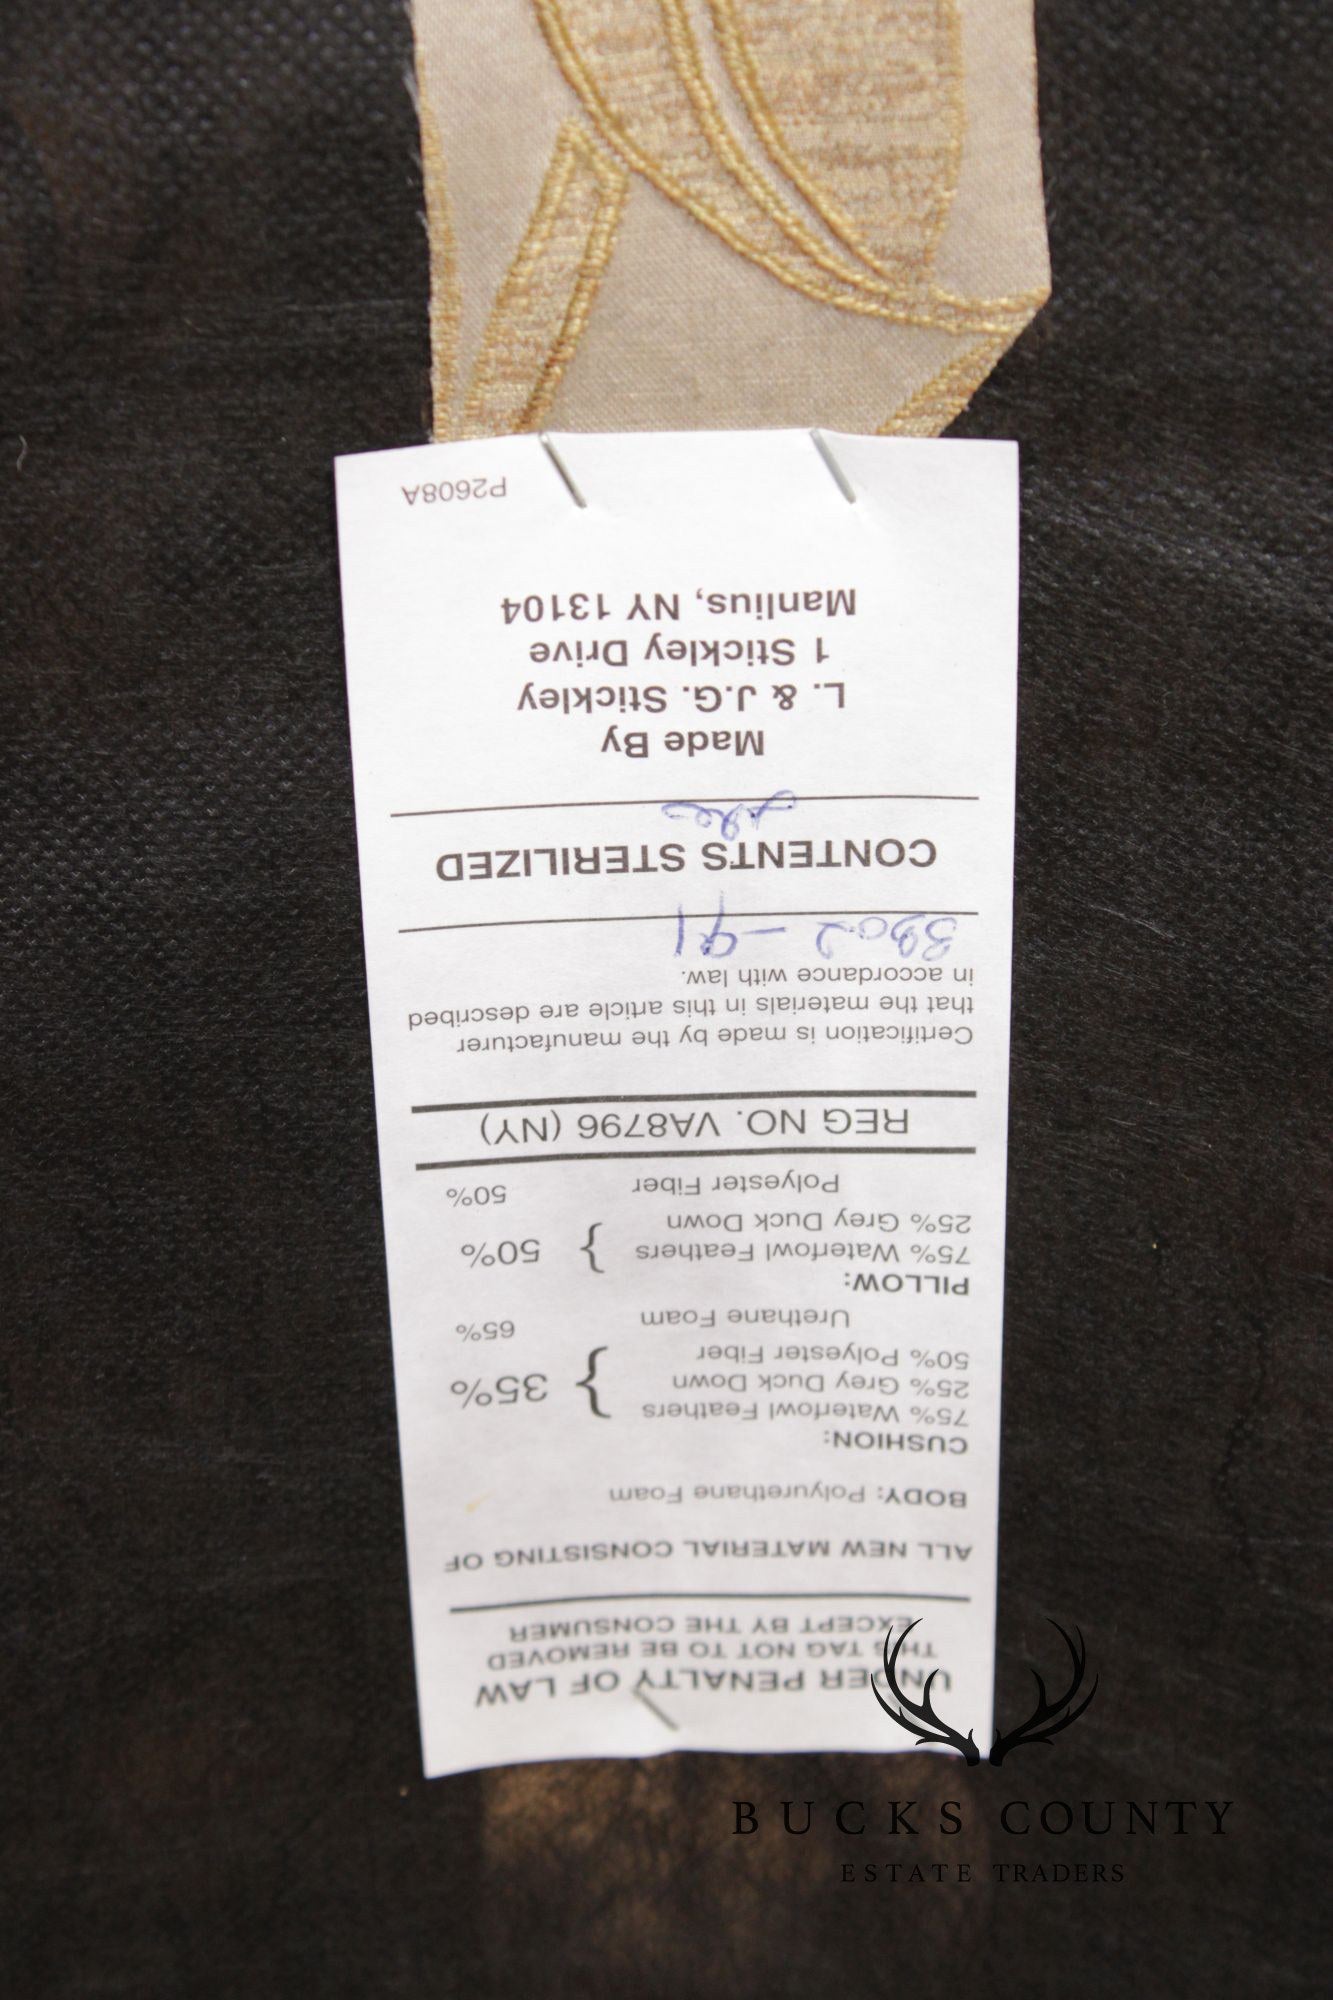 UNDER PENALTY OF LAW
THIS TAG NOT TO BE REMOVED
EXCEPT BY THE CONSUMER
ALL NEW MATERIAL CONSISTING OF
BODY: Polyurethane Foam
CUSHION:
75% Waterfowl Feathers
25% Grey Duck Down } 35%
50% Polyester Fiber
Urethane Foam 65%
PILLOW:
75% Waterfowl Feathers } 50%
25% Grey Duck Down
Polyester Fiber 50%
REG NO. VA8796 (NY)
Certification is made by the manufacturer
that the materials in this article are described
in accordance with law.
3902-91
CONTENTS STERILIZED
Made By
L. & J.G. Stickley
1 Stickley Drive
Manlius, NY 13104
P2608A
BUCKS COUNTY
ESTATE TRADERS